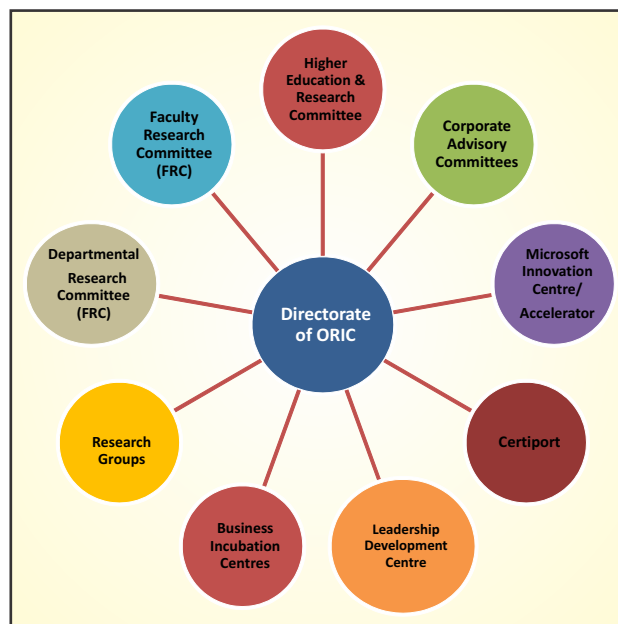 Higher
Education &
Research
Committee
Corporate
Advisory
Committees
Microsoft
Innovation
Centre/
Accelerator
Certiport
Leadership
Development
Centre
Business
Incubation
Centres
Research
Groups
Departmental
Research
Committee
(FRC)
Faculty
Research
Committee
(FRC)
Directorate
of ORIC